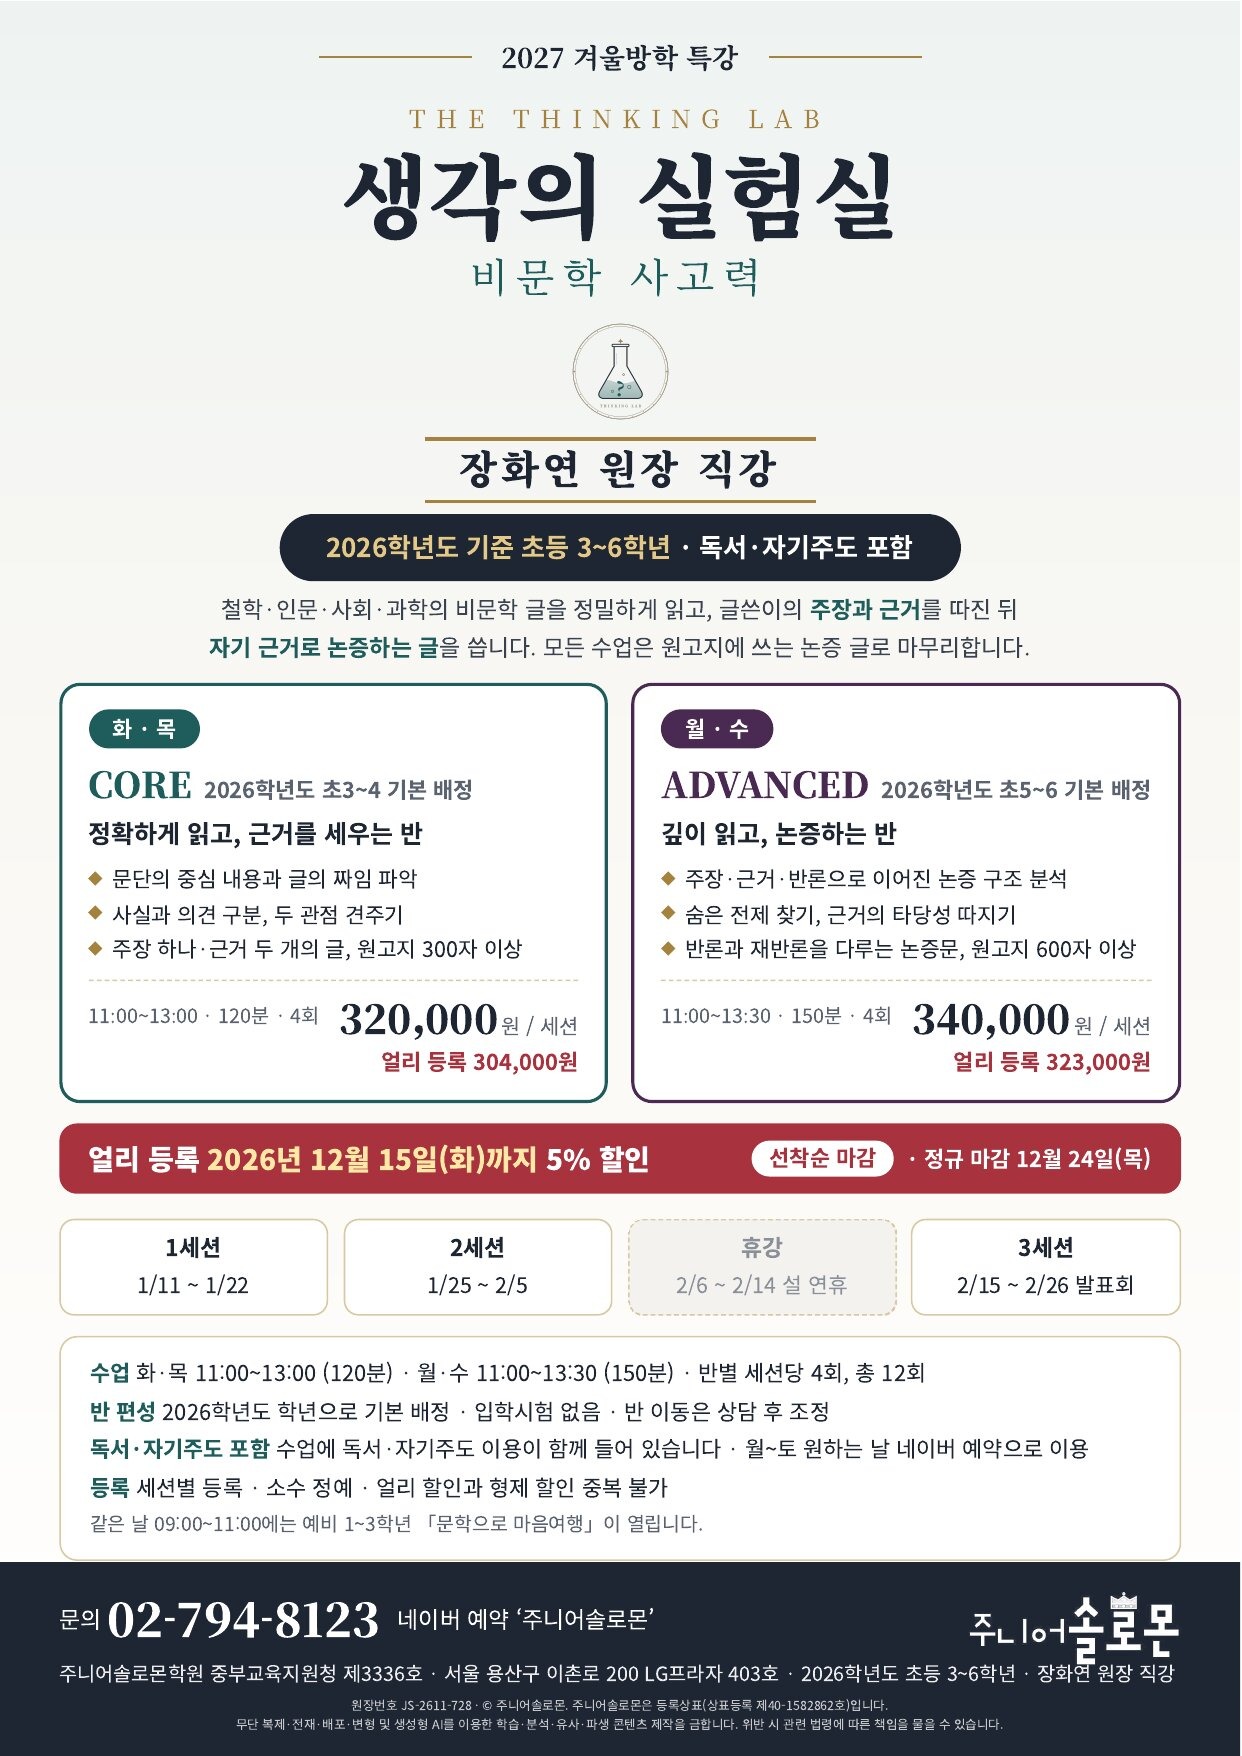 2027 겨울방학 특강
THE THINKING LAB
생각의 실험실
비문학 사고력
?
THINKING LAB
장화연 원장 직강
2026학년도 기준 초등 3~6학년 · 독서·자기주도 포함
철학·인문·사회·과학의 비문학 글을 정밀하게 읽고, 글쓴이의 주장과 근거를 따진 뒤
자기 근거로 논증하는 글을 씁니다. 모든 수업은 원고지에 쓰는 논증 글로 마무리합니다.
화 · 목
CORE 2026학년도 초3~4 기본 배정
정확하게 읽고, 근거를 세우는 반
◆ 문단의 중심 내용과 글의 짜임 파악
◆ 사실과 의견 구분, 두 관점 견주기
◆ 주장 하나·근거 두 개의 글, 원고지 300자 이상
11:00~13:00 · 120분 · 4회 320,000원 / 세션
얼리 등록 304,000원
월 · 수
ADVANCED 2026학년도 초5~6 기본 배정
깊이 읽고, 논증하는 반
◆ 주장·근거·반론으로 이어진 논증 구조 분석
◆ 숨은 전제 찾기, 근거의 타당성 따지기
◆ 반론과 재반론을 다루는 논증문, 원고지 600자 이상
11:00~13:30 · 150분 · 4회 340,000원 / 세션
얼리 등록 323,000원
얼리 등록 2026년 12월 15일(화)까지 5% 할인 선착순 마감 · 정규 마감 12월 24일(목)
1세션
1/11 ~ 1/22
2세션
1/25 ~ 2/5
휴강
2/6 ~ 2/14 설 연휴
3세션
2/15 ~ 2/26 발표회
수업 화·목 11:00~13:00 (120분) · 월·수 11:00~13:30 (150분) · 반별 세션당 4회, 총 12회
반 편성 2026학년도 학년으로 기본 배정 · 입학시험 없음 · 반 이동은 상담 후 조정
독서·자기주도 포함 수업에 독서·자기주도 이용이 함께 들어 있습니다 · 월~토 원하는 날 네이버 예약으로 이용
등록 세션별 등록 · 소수 정예 · 얼리 할인과 형제 할인 중복 불가
같은 날 09:00~11:00에는 예비 1~3학년 「문학으로 마음여행」이 열립니다.
문의 02-794-8123 네이버 예약 ‘주니어솔로몬’
주니어솔로몬
주니어솔로몬학원 중부교육지원청 제3336호 · 서울 용산구 이촌로 200 LG프라자 403호 · 2026학년도 초등 3~6학년 · 장화연 원장 직강
원장번호 JS-2611-728 · © 주니어솔로몬. 주니어솔로몬은 등록상표(상표등록 제40-1582862호)입니다.
무단 복제·전재·배포·변형 및 생성형 AI를 이용한 학습·분석·유사·파생 콘텐츠 제작을 금합니다. 위반 시 관련 법령에 따른 책임을 물을 수 있습니다.